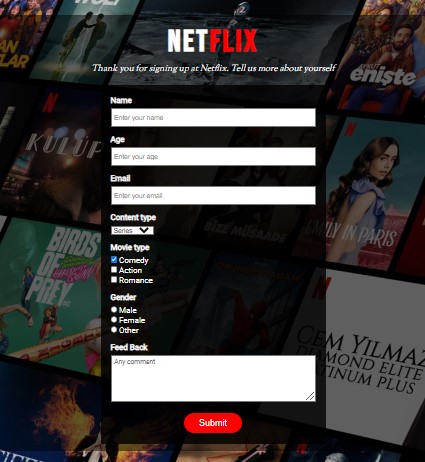 NETFLIX
Thank you for signing up at Netflix. Tell us more about yourself
Name
Enter your name
Age
Enter your age
Email
Enter your email
Content type
Series
Movie type
Comedy
Action
Romance
Gender
Male
Female
Other
Feed Back
Any comment
Submit
AYKUT
enişte
KULÜP
N
BIZE MÜSAADE
EMILY IN PARIS
BIRDS
OF
PREY
CEM YILMAZ
DIAMOND ELITE
PLATINUM PLUS